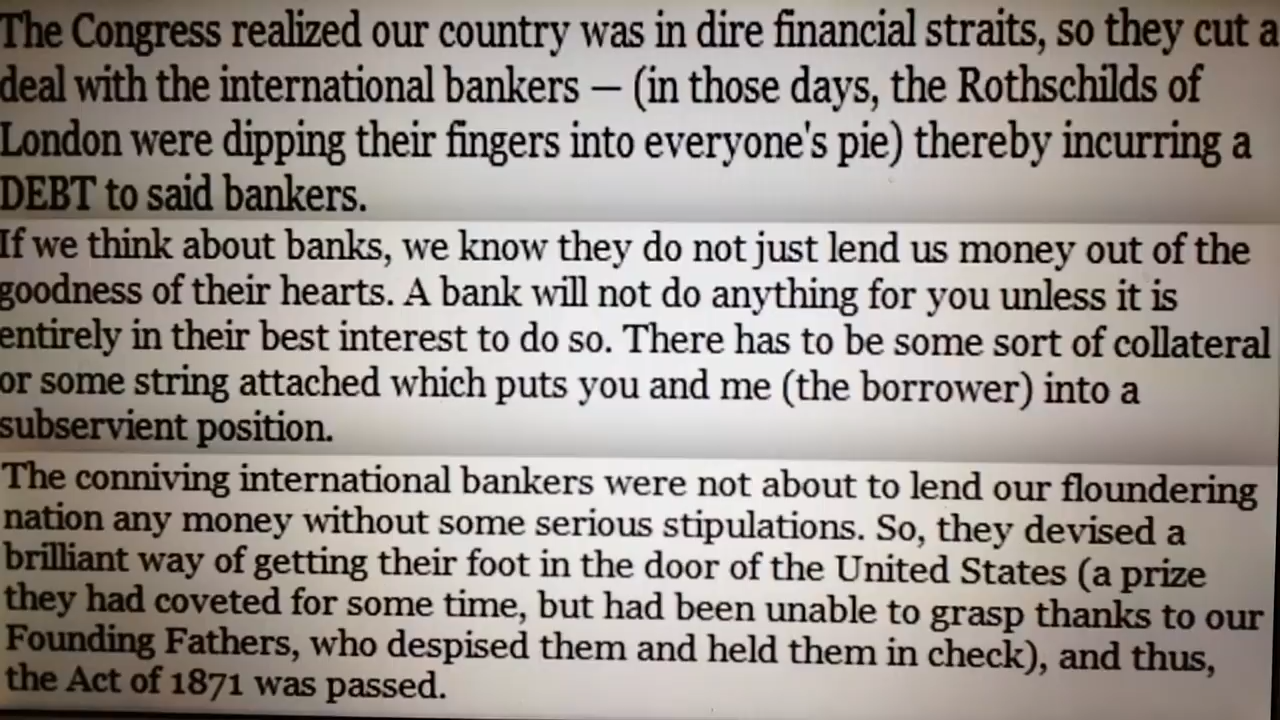 The Congress realized our country was in dire financial straits, so they cut a
deal with the international bankers — (in those days, the Rothschilds of
London were dipping their fingers into everyone's pie) thereby incurring a
DEBT to said bankers.
If we think about banks, we know they do not just lend us money out of the
goodness of their hearts. A bank will not do anything for you unless it is
entirely in their best interest to do so. There has to be some sort of collateral
or some string attached which puts you and me (the borrower) into a
subservient position.
The conniving international bankers were not about to lend our floundering
nation any money without some serious stipulations. So, they devised a
brilliant way of getting their foot in the door of the United States (a prize
they had coveted for some time, but had been unable to grasp thanks to our
Founding Fathers, who despised them and held them in check), and thus,
the Act of 1871 was passed.